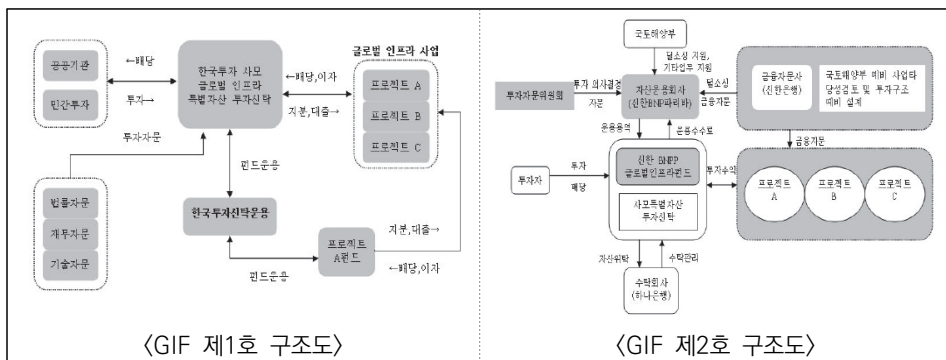 공공기관
민간투자
←배당
투자→
한국투자 사모
글로벌 인프라
특별자산 투자신탁
←배당,이자
지분,대출→
글로벌 인프라 사업
프로젝트 A
프로젝트 B
프로젝트 C
투자자문
법률자문
재무자문
기술자문
펀드운용
한국투자신탁운용
펀드운용
프로젝트
A펀드
지분,대출→
←배당,이자
〈GIF 제1호 구조도〉
국토해양부
딜소싱 지원,
기타업무 지원
투자자문위원회
투자 의사결정
자문
자산운용회사
(신한BNP파리바)
딜소싱
금융자문
금융자문사
(신한은행)
국토해양부 예비 사업타
당성검토 및 투자구조
예비 설계
운용용역
운용수수료
금융자문
투자자
투자
배당
신한 BNPP
글로벌인프라펀드
사모특별자산
투자신탁
투자수익
프로젝트
A
프로젝트
B
프로젝트
C
자산위탁
수탁관리
수탁회사
(하나은행)
〈GIF 제2호 구조도〉